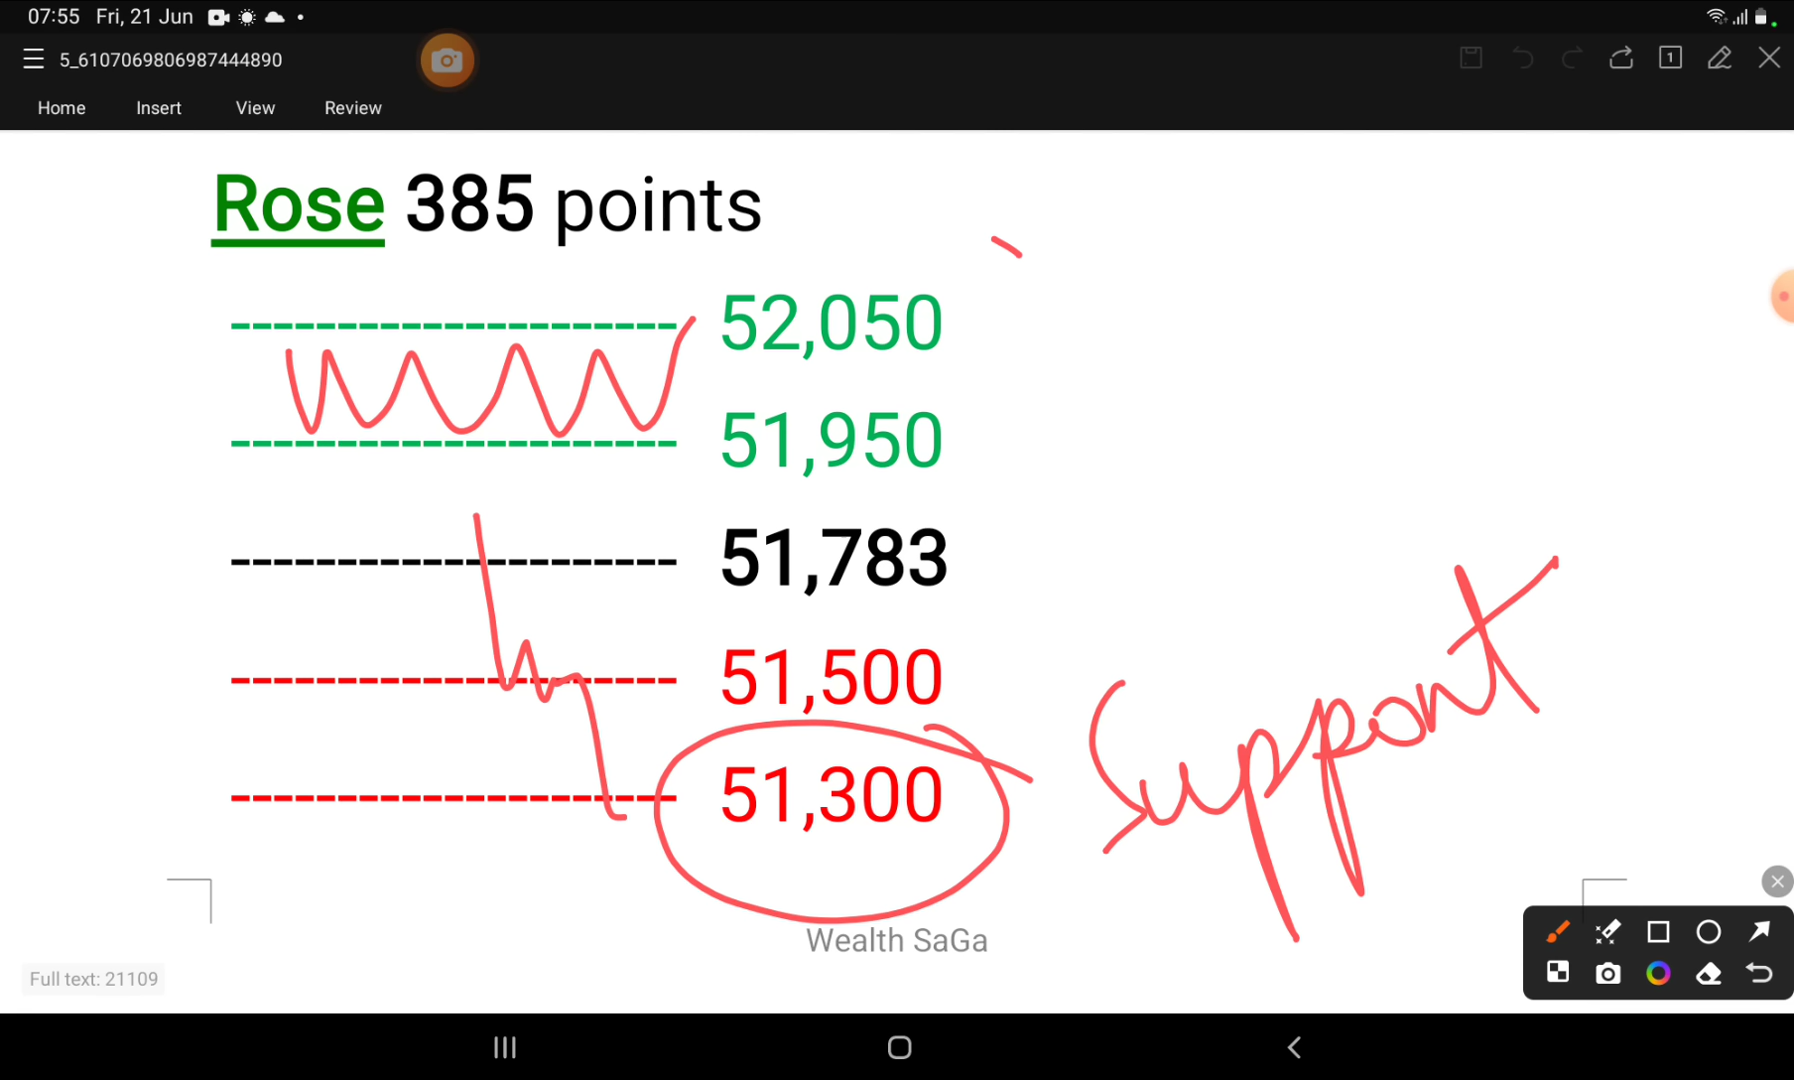 07:55 Fri, 21 Jun
5_6107069806987444890
1
Home Insert View Review
Rose 385 points
52,050
51,950
51,783
51,500
51,300
Support
Wealth SaGa
Full text: 21109